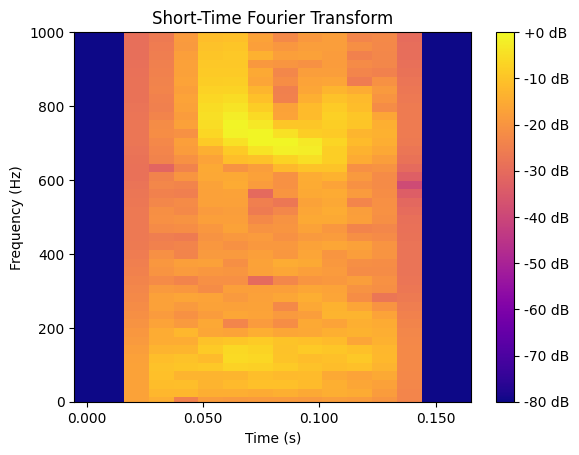 Short-Time Fourier Transform
1000
800
600
400
200
0
Frequency (Hz)
0.000
0.050
0.100
0.150
Time (s)
+0 dB
-10 dB
-20 dB
-30 dB
-40 dB
-50 dB
-60 dB
-70 dB
-80 dB